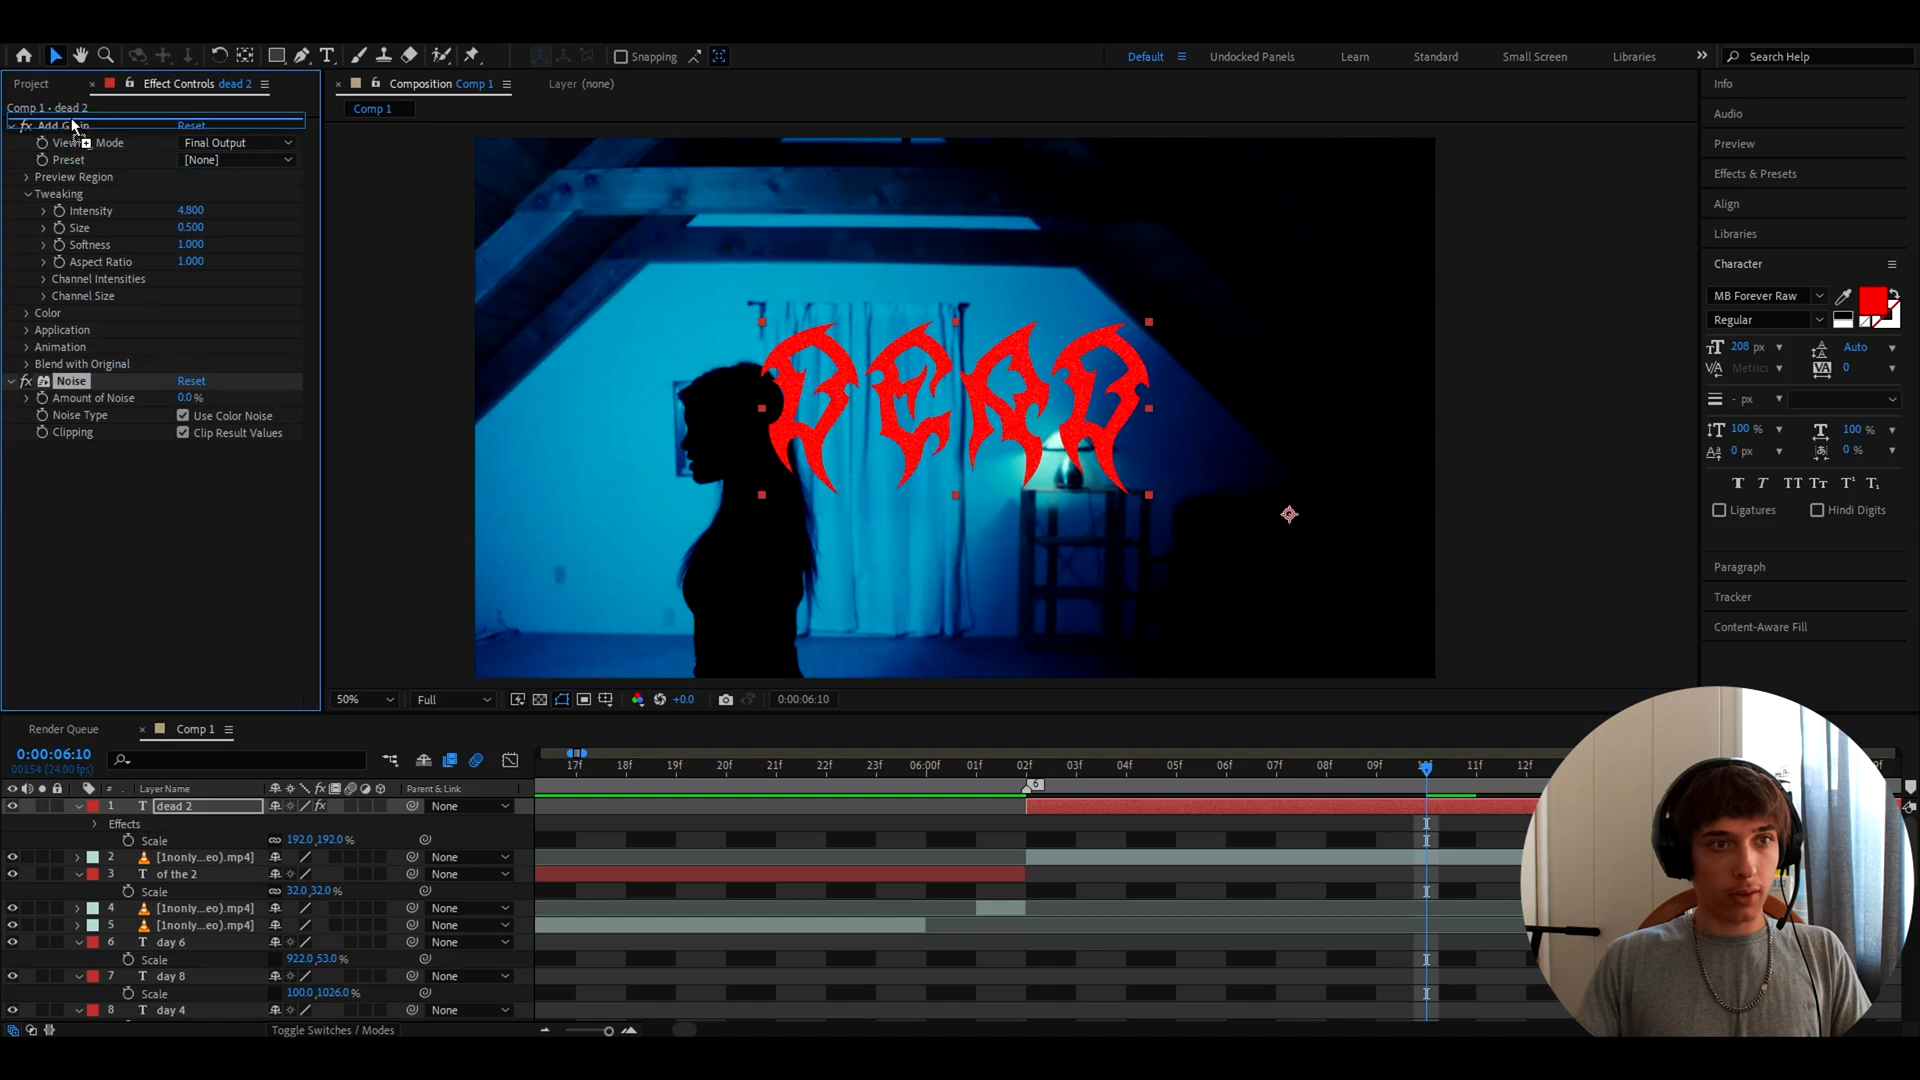 Snapping
Default
Undocked Panels
Learn
Standard
Small Screen
Libraries
Search Help
Project
Effect Controls dead 2
Composition Comp 1
Layer (none)
Comp 1 • dead 2
Comp 1
Reset
Mode
Final Output
Preset
[None]
Preview Region
Tweaking
Intensity
4.800
Size
0.500
Softness
1.000
Aspect Ratio
1.000
Channel Intensities
Channel Size
Color
Application
Animation
Blend with Original
Noise
Reset
Amount of Noise
0.0 %
Noise Type
Use Color Noise
Clipping
Clip Result Values
DEAD
50%
Full
+0.0
0:00:06:10
Info
Audio
Preview
Effects & Presets
Align
Libraries
Character
MB Forever Raw
Regular
208 px
Auto
Metrics
0
- px
100 %
100 %
0 px
0 %
Ligatures
Hindi Digits
Paragraph
Tracker
Content-Aware Fill
Render Queue
Comp 1
0:00:06:10
00154 (24.00 fps)
17f
18f
19f
20f
21f
22f
23f
06:00f
01f
02f
03f
04f
05f
06f
07f
08f
09f
12f
6
#
Layer Name
Parent & Link
1
dead 2
None
Effects
Scale
192.0,192.0 %
2
[1nonly...eo).mp4]
None
3
of the 2
None
Scale
32.0,32.0 %
4
[1nonly...eo).mp4]
None
5
[1nonly...eo).mp4]
None
6
day 6
None
Scale
922.0,53.0 %
7
day 8
None
Scale
100.0,1026.0 %
8
day 4
None
Toggle Switches / Modes